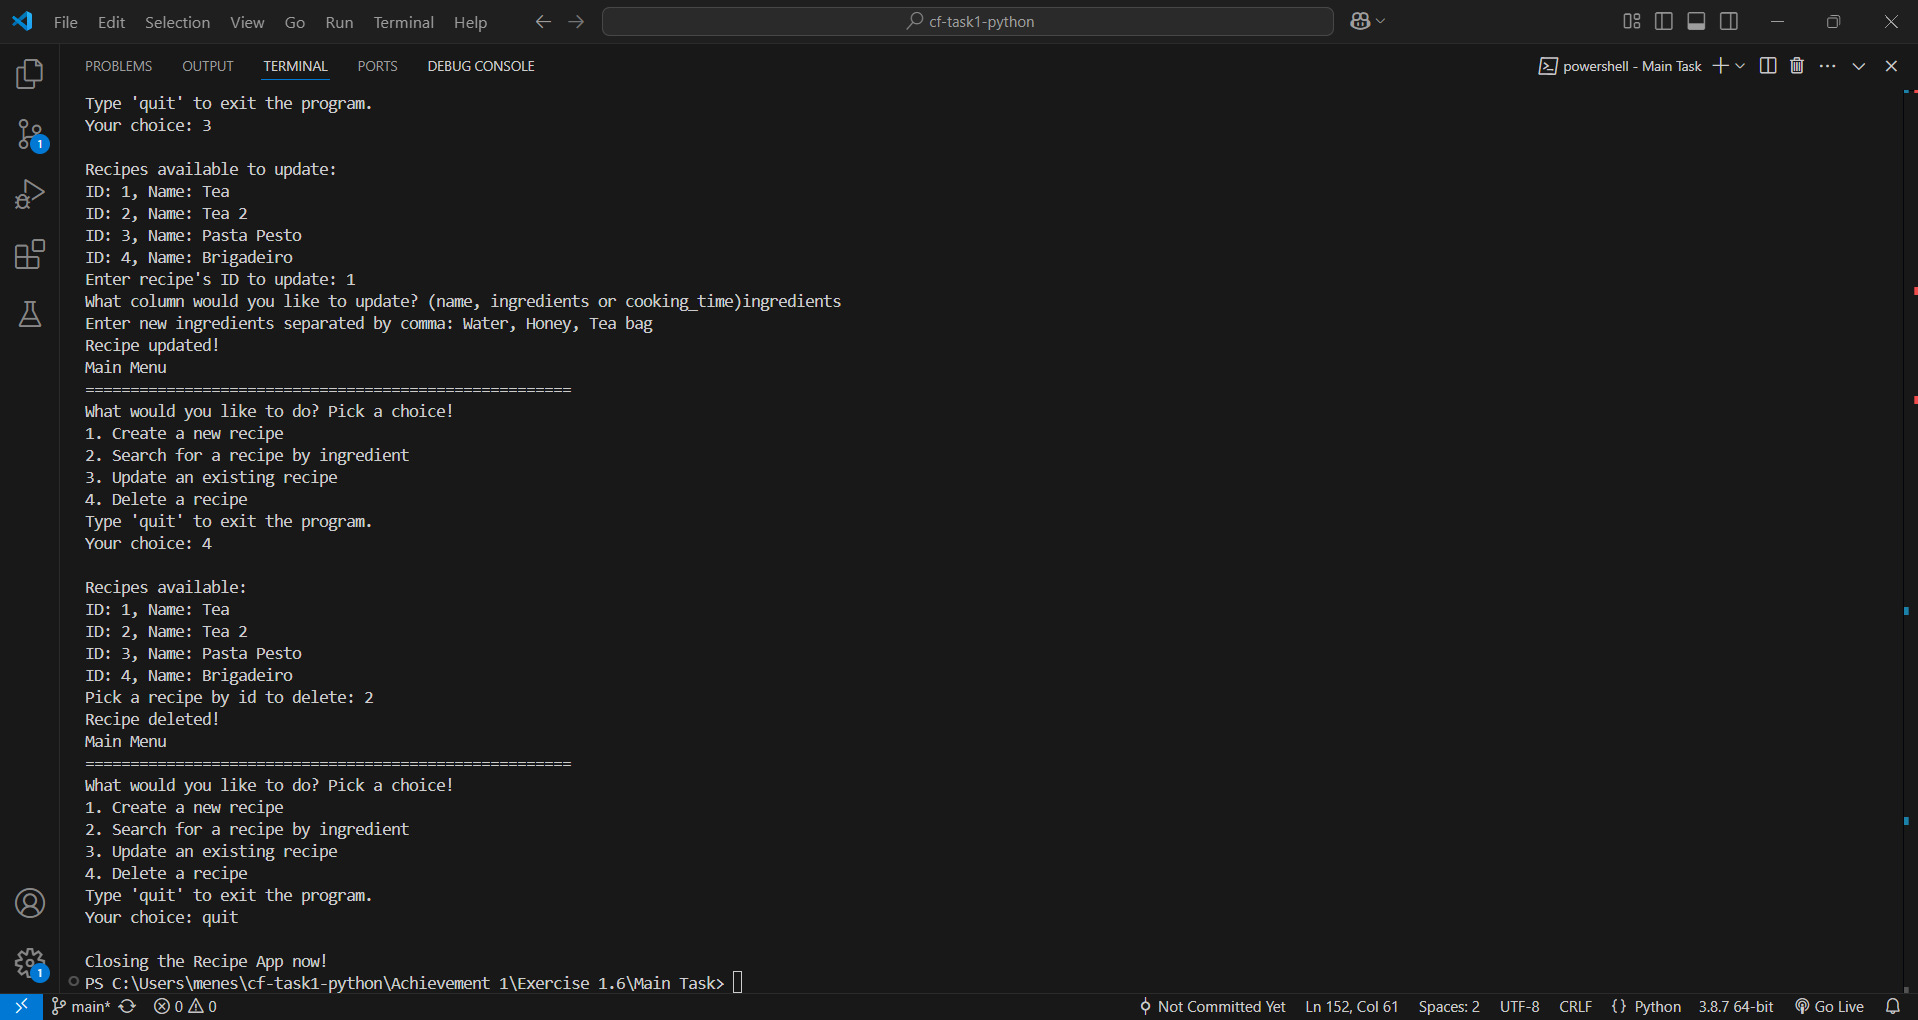 File Edit Selection View Go Run Terminal Help cf-task1-python
PROBLEMS OUTPUT TERMINAL PORTS DEBUG CONSOLE powershell - Main Task
Type 'quit' to exit the program.
Your choice: 3
Recipes available to update:
ID: 1, Name: Tea
ID: 2, Name: Tea 2
ID: 3, Name: Pasta Pesto
ID: 4, Name: Brigadeiro
Enter recipe's ID to update: 1
What column would you like to update? (name, ingredients or cooking_time)ingredients
Enter new ingredients separated by comma: Water, Honey, Tea bag
Recipe updated!
Main Menu
======================================================
What would you like to do? Pick a choice!
1. Create a new recipe
2. Search for a recipe by ingredient
3. Update an existing recipe
4. Delete a recipe
Type 'quit' to exit the program.
Your choice: 4
Recipes available:
ID: 1, Name: Tea
ID: 2, Name: Tea 2
ID: 3, Name: Pasta Pesto
ID: 4, Name: Brigadeiro
Pick a recipe by id to delete: 2
Recipe deleted!
Main Menu
======================================================
What would you like to do? Pick a choice!
1. Create a new recipe
2. Search for a recipe by ingredient
3. Update an existing recipe
4. Delete a recipe
Type 'quit' to exit the program.
Your choice: quit
Closing the Recipe App now!
PS C:\Users\menes\cf-task1-python\Achievement 1\Exercise 1.6\Main Task>
1
1
main* 0 0 Not Committed Yet Ln 152, Col 61 Spaces: 2 UTF-8 CRLF {} Python 3.8.7 64-bit Go Live